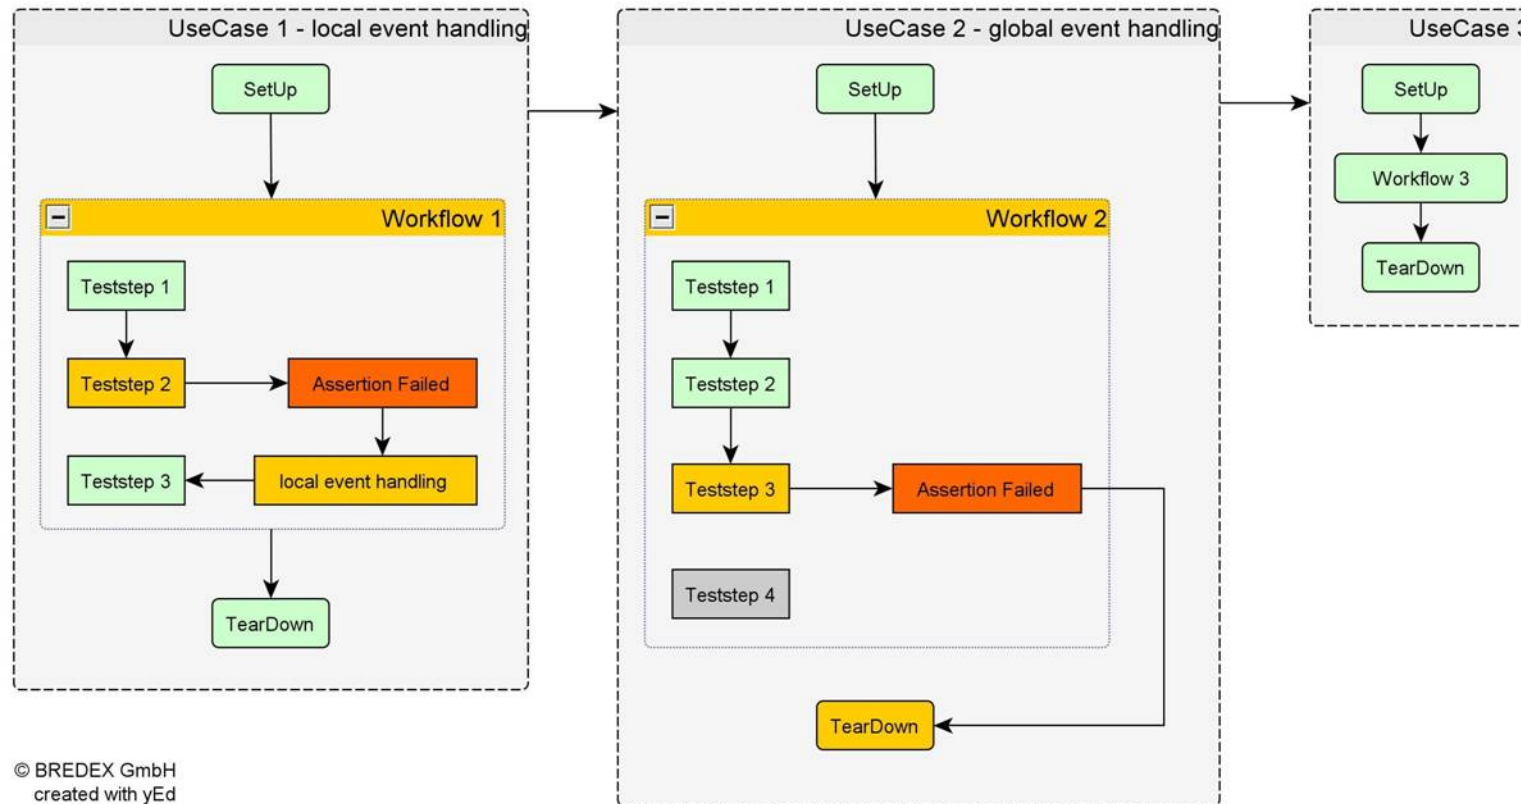 UseCase 1 - local event handling
SetUp
Workflow 1
Teststep 1
Teststep 2
Assertion Failed
Teststep 3
local event handling
TearDown
UseCase 2 - global event handling
SetUp
Workflow 2
Teststep 1
Teststep 2
Teststep 3
Assertion Failed
Teststep 4
TearDown
UseCase 3
SetUp
Workflow 3
TearDown
© BREDEX GmbH
created with yEd